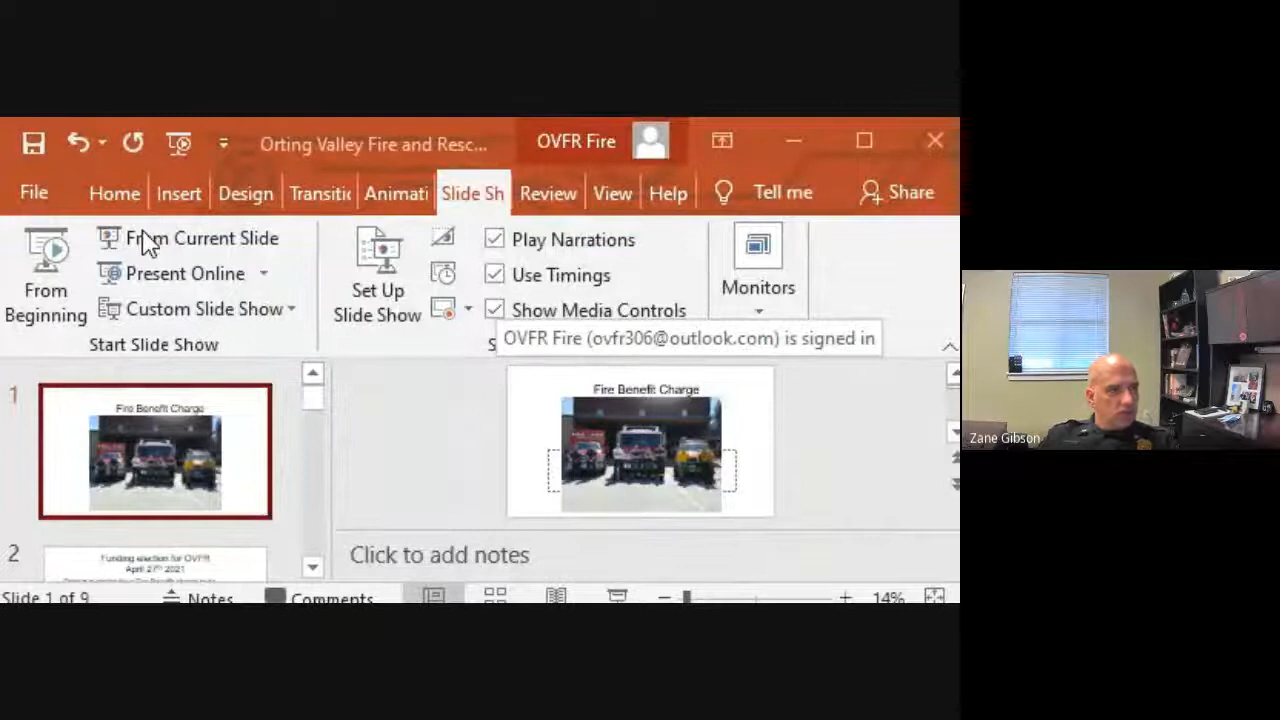 Orting Valley Fire and Resc...
OVFR Fire
File
Home
Insert
Design
Transitic
Animati
Slide Sh
Review
View
Help
Tell me
Share
From Beginning
From Current Slide
Present Online
Custom Slide Show
Start Slide Show
Set Up
Slide Show
Play Narrations
Use Timings
Show Media Controls
S
Monitors
OVFR Fire (ovfr306@outlook.com) is signed in
1
Fire Benefit Charge
2
Funding election for OVFR
April 27th 2021
Fire Benefit Charge
Click to add notes
Slide 1 of 9
Notes
Comments
14%
Zane Gibson